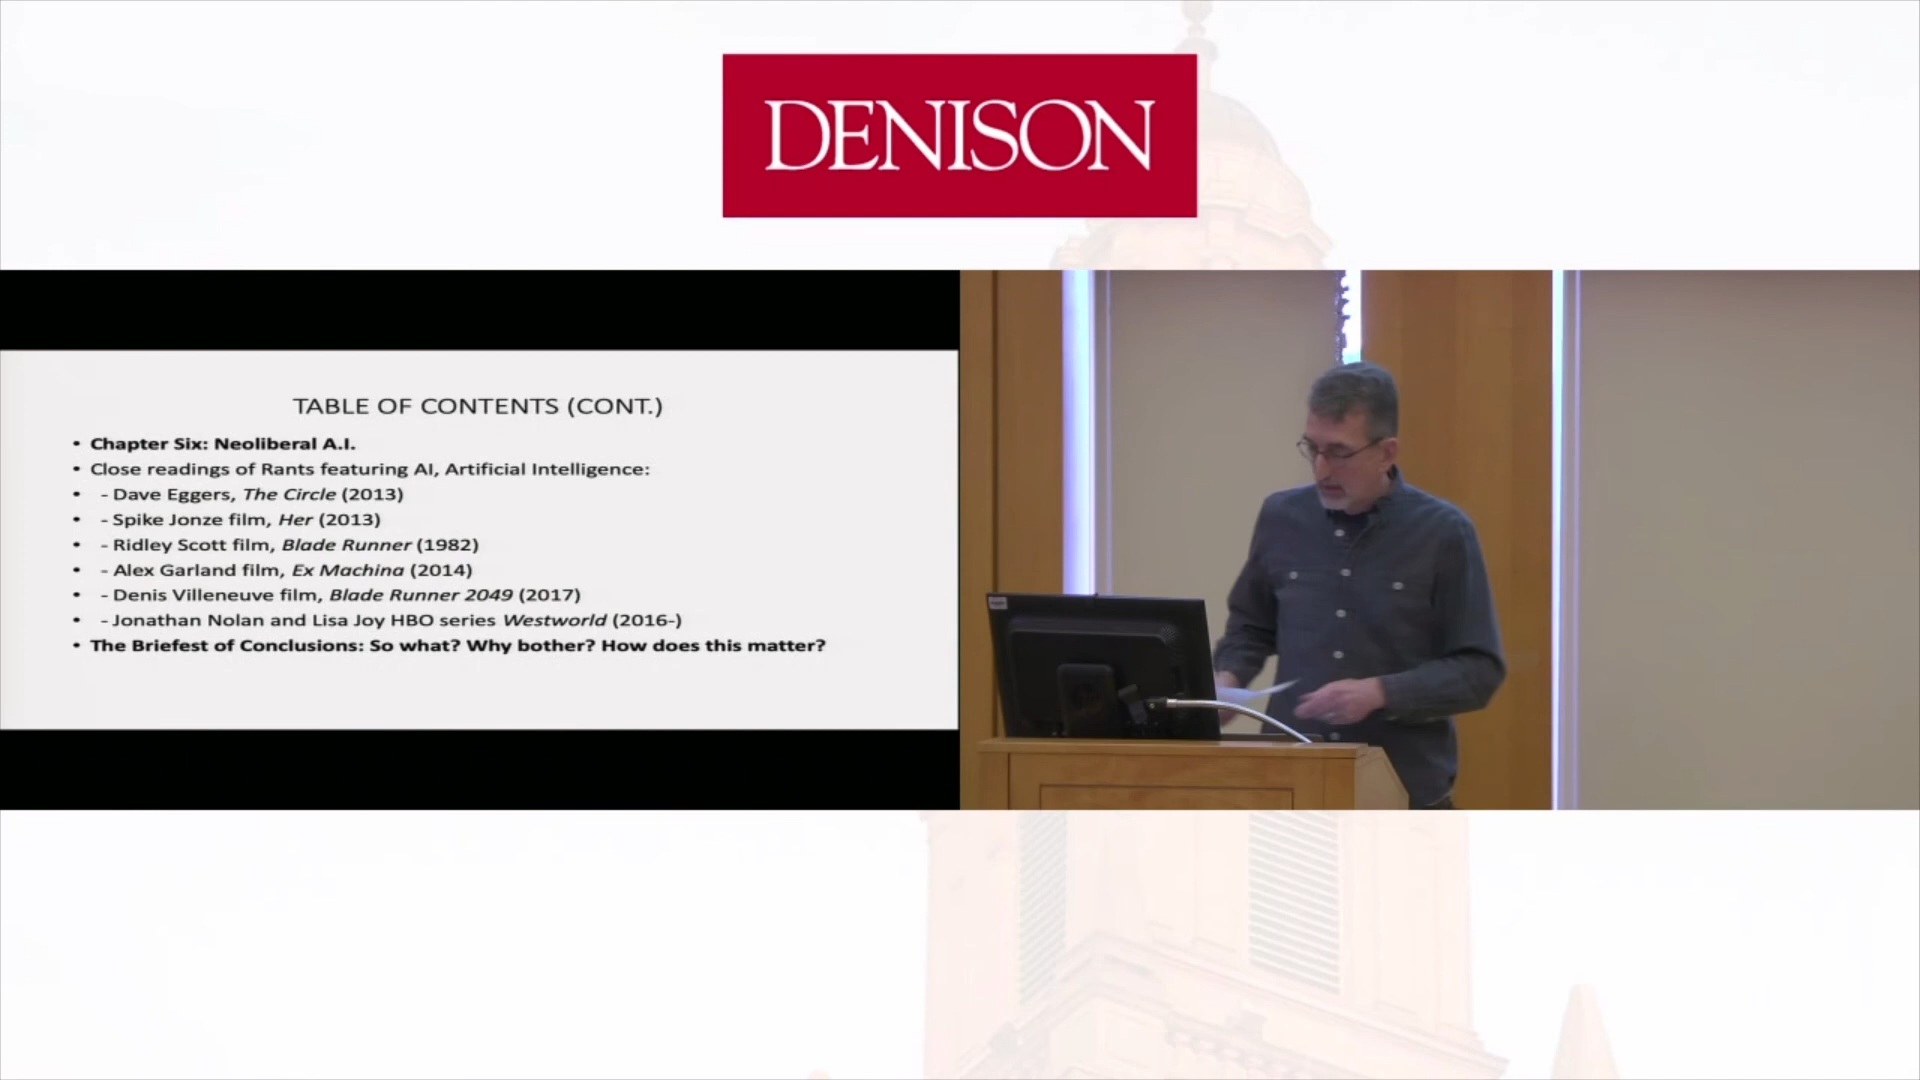 DENISON
TABLE OF CONTENTS (CONT.)
• Chapter Six: Neoliberal A.I.
• Close readings of Rants featuring AI, Artificial Intelligence:
• - Dave Eggers, The Circle (2013)
• - Spike Jonze film, Her (2013)
• - Ridley Scott film, Blade Runner (1982)
• - Alex Garland film, Ex Machina (2014)
• - Denis Villeneuve film, Blade Runner 2049 (2017)
• - Jonathan Nolan and Lisa Joy HBO series Westworld (2016-)
• The Briefest of Conclusions: So what? Why bother? How does this matter?